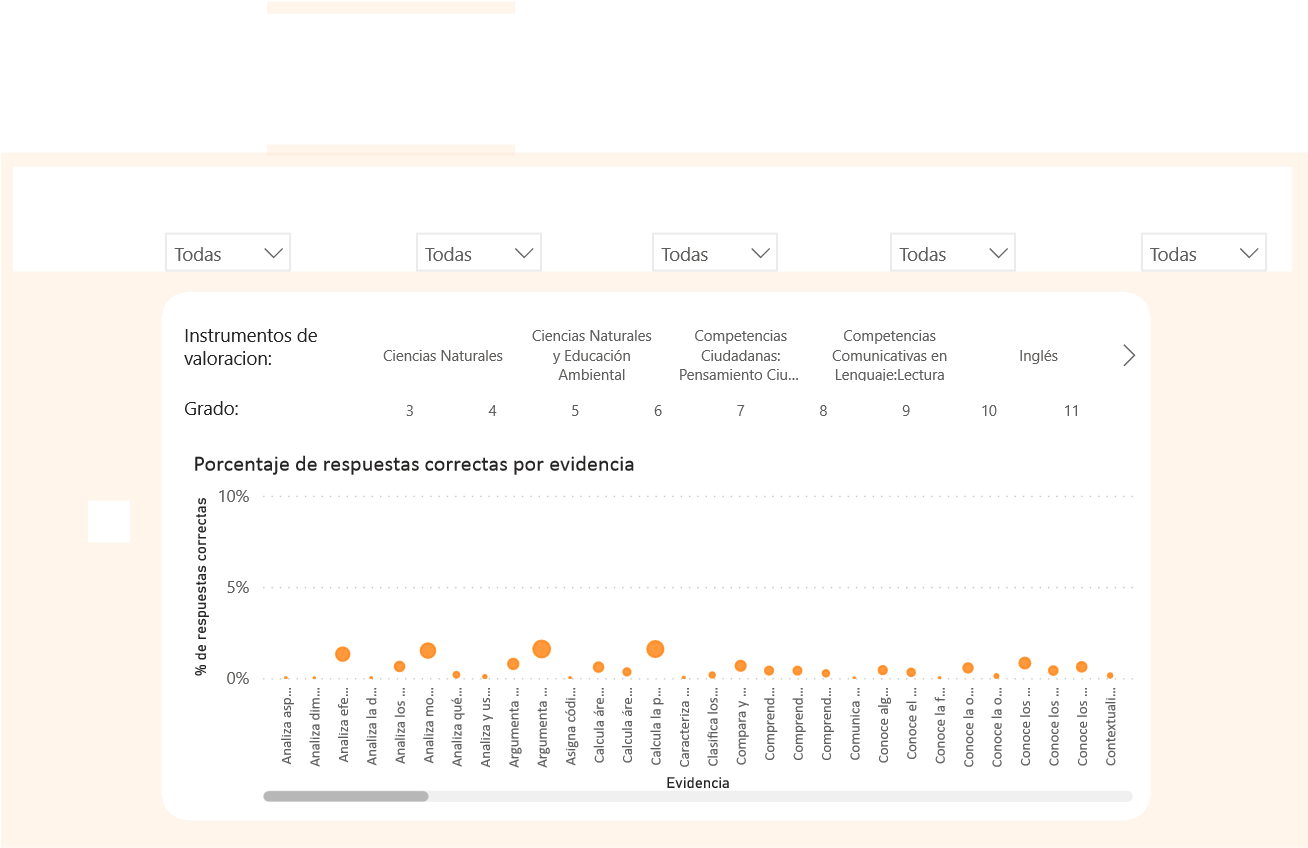 Todas
Todas
Todas
Todas
Todas
Instrumentos de
valoracion:
Ciencias Naturales
Ciencias Naturales
y Educación
Ambiental
Competencias
Ciudadanas:
Pensamiento Ciu...
Competencias
Comunicativas en
Lenguaje:Lectura
Inglés
Grado:
3
4
5
6
7
8
9
10
11
Porcentaje de respuestas correctas por evidencia
% de respuestas correctas
10%
5%
0%
Analiza asp...
Analiza dim...
Analiza efe...
Analiza la d...
Analiza los ...
Analiza mo...
Analiza qué...
Analiza y us...
Argumenta ...
Argumenta ...
Asigna códi...
Calcula áre...
Calcula áre...
Calcula la p...
Caracteriza ...
Clasifica los...
Compara y ...
Comprend...
Comprend...
Comprend...
Comunica ...
Conoce alg...
Conoce el ...
Conoce la f...
Conoce la o...
Conoce la o...
Conoce los ...
Conoce los ...
Conoce los ...
Contextuali...
Evidencia